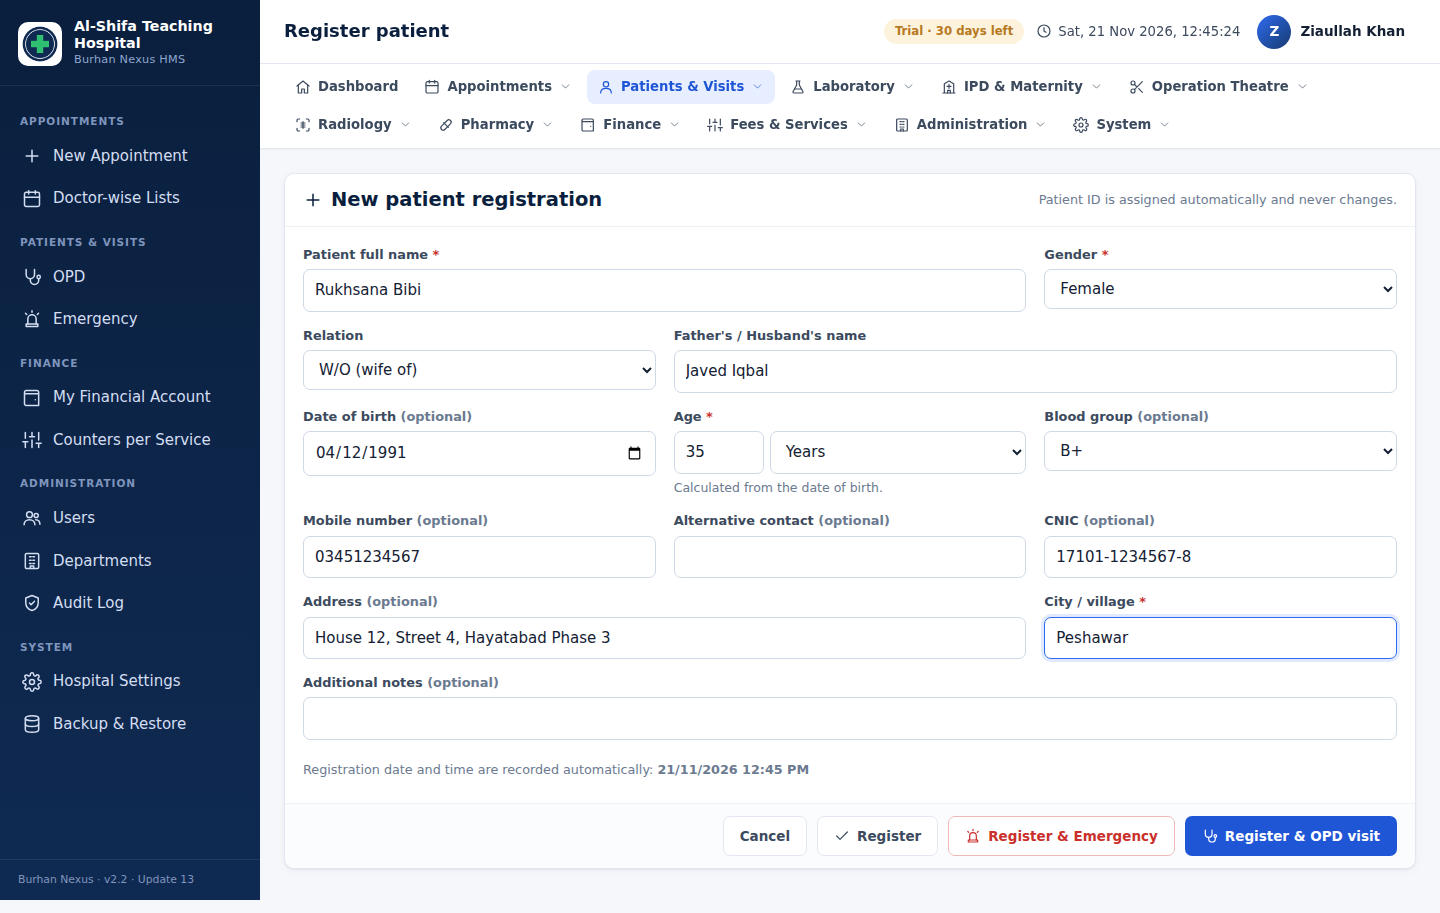 Al-Shifa Teaching
Hospital
Burhan Nexus HMS
APPOINTMENTS
New Appointment
Doctor-wise Lists
PATIENTS & VISITS
OPD
Emergency
FINANCE
My Financial Account
Counters per Service
ADMINISTRATION
Users
Departments
Audit Log
SYSTEM
Hospital Settings
Backup & Restore
Burhan Nexus · v2.2 · Update 13
Register patient
Trial · 30 days left
Sat, 21 Nov 2026, 12:45:24
Z
Ziaullah Khan
Dashboard Appointments Patients & Visits Laboratory IPD & Maternity Operation Theatre
Radiology Pharmacy Finance Fees & Services Administration System
New patient registration
Patient ID is assigned automatically and never changes.
Patient full name * Gender *
Rukhsana Bibi Female
Relation Father's / Husband's name
W/O (wife of) Javed Iqbal
Date of birth (optional) Age * Blood group (optional)
04/12/1991 35 Years B+
Calculated from the date of birth.
Mobile number (optional) Alternative contact (optional) CNIC (optional)
03451234567 17101-1234567-8
Address (optional) City / village *
House 12, Street 4, Hayatabad Phase 3 Peshawar
Additional notes (optional)
Registration date and time are recorded automatically: 21/11/2026 12:45 PM
Cancel Register Register & Emergency Register & OPD visit